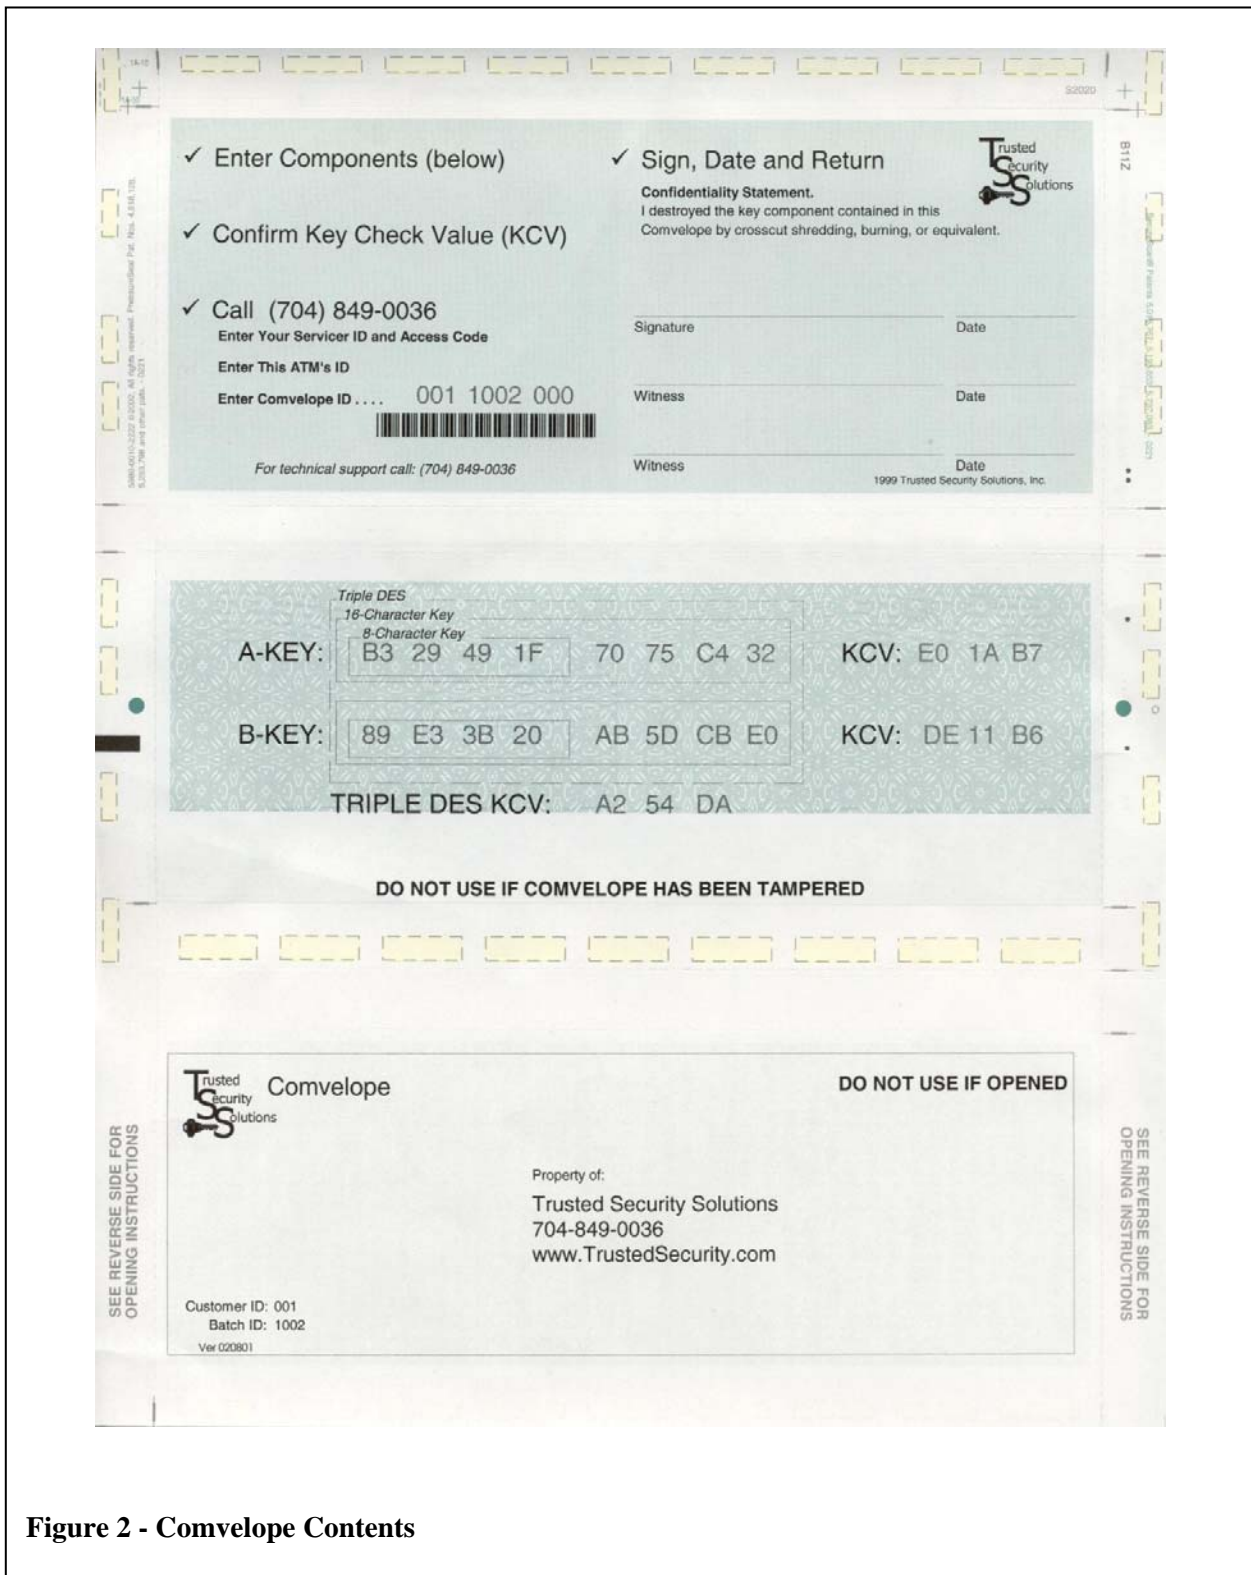 1A-10
S2020
B11Z
✓ Enter Components (below)
✓ Confirm Key Check Value (KCV)
✓ Call (704) 849-0036
Enter Your Servicer ID and Access Code
Enter This ATM's ID
Enter Comvelope ID .... 001 1002 000
For technical support call: (704) 849-0036
✓ Sign, Date and Return
Confidentiality Statement.
I destroyed the key component contained in this
Comvelope by crosscut shredding, burning, or equivalent.
Trusted
Security
Solutions
Signature Date
Witness Date
Witness Date
1999 Trusted Security Solutions, Inc.
Triple DES
16-Character Key
8-Character Key
A-KEY: B3 29 49 1F 70 75 C4 32 KCV: E0 1A B7
B-KEY: 89 E3 3B 20 AB 5D CB E0 KCV: DE 11 B6
TRIPLE DES KCV: A2 54 DA
DO NOT USE IF COMVELOPE HAS BEEN TAMPERED
Trusted
Security
Solutions
Comvelope
DO NOT USE IF OPENED
Property of:
Trusted Security Solutions
704-849-0036
www.TrustedSecurity.com
Customer ID: 001
Batch ID: 1002
Ver 020801
SEE REVERSE SIDE FOR
OPENING INSTRUCTIONS
SEE REVERSE SIDE FOR
OPENING INSTRUCTIONS
Figure 2 - Comvelope Contents